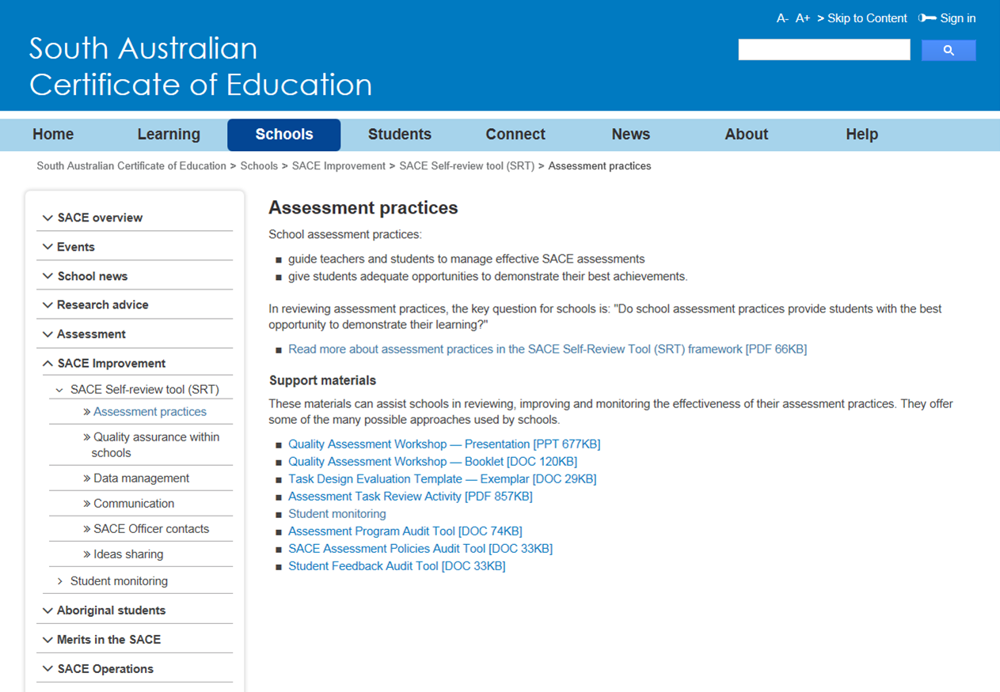 A- A+ > Skip to Content Sign in
South Australian
Certificate of Education
Home Learning Schools Students Connect News About Help
South Australian Certificate of Education > Schools > SACE Improvement > SACE Self-review tool (SRT) > Assessment practices
SACE overview
Events
School news
Research advice
Assessment
SACE Improvement
SACE Self-review tool (SRT)
» Assessment practices
» Quality assurance within
schools
» Data management
» Communication
» SACE Officer contacts
» Ideas sharing
Student monitoring
Aboriginal students
Merits in the SACE
SACE Operations
Assessment practices
School assessment practices:
■ guide teachers and students to manage effective SACE assessments
■ give students adequate opportunities to demonstrate their best achievements.
In reviewing assessment practices, the key question for schools is: "Do school assessment practices provide students with the best
opportunity to demonstrate their learning?"
■ Read more about assessment practices in the SACE Self-Review Tool (SRT) framework [PDF 66KB]
Support materials
These materials can assist schools in reviewing, improving and monitoring the effectiveness of their assessment practices. They offer
some of the many possible approaches used by schools.
■ Quality Assessment Workshop — Presentation [PPT 677KB]
■ Quality Assessment Workshop — Booklet [DOC 120KB]
■ Task Design Evaluation Template — Exemplar [DOC 29KB]
■ Assessment Task Review Activity [PDF 857KB]
■ Student monitoring
■ Assessment Program Audit Tool [DOC 74KB]
■ SACE Assessment Policies Audit Tool [DOC 33KB]
■ Student Feedback Audit Tool [DOC 33KB]